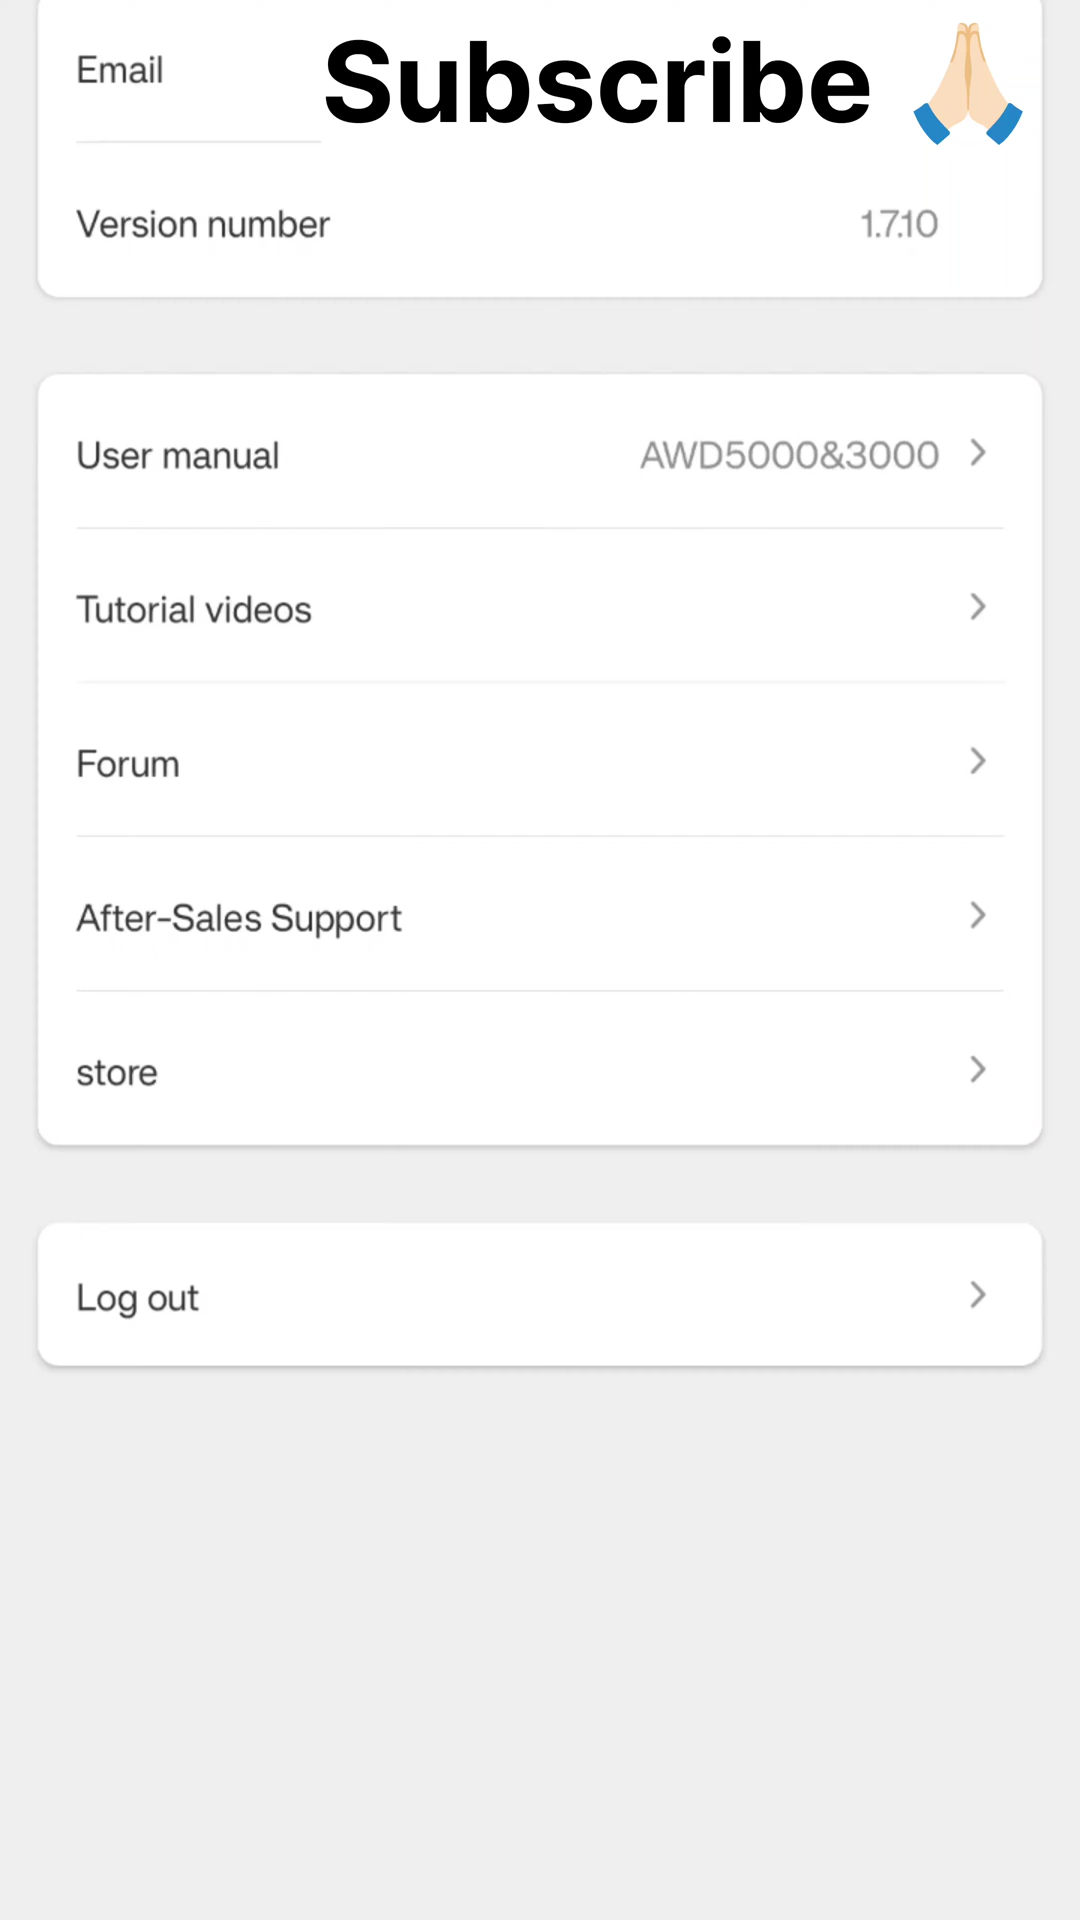 Email
Subscribe 🙏🏻
Version number 1.7.10
User manual AWD5000&3000
Tutorial videos
Forum
After-Sales Support
store
Log out